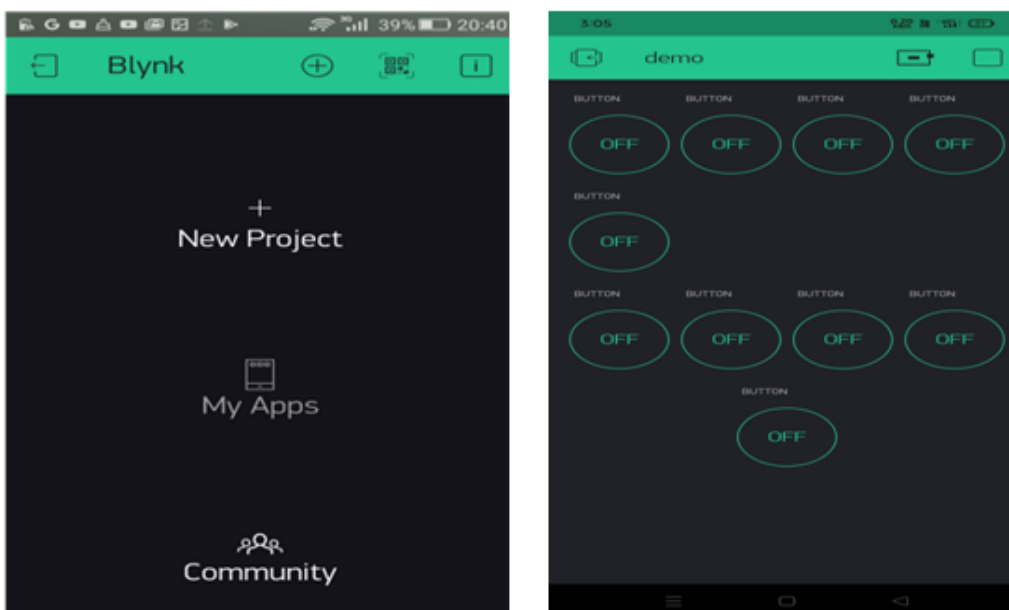 39% 20:40
Blynk
New Project
My Apps
Community
3:05
demo
BUTTON BUTTON BUTTON BUTTON
OFF OFF OFF OFF
BUTTON
OFF
BUTTON BUTTON BUTTON BUTTON
OFF OFF OFF OFF
BUTTON
OFF